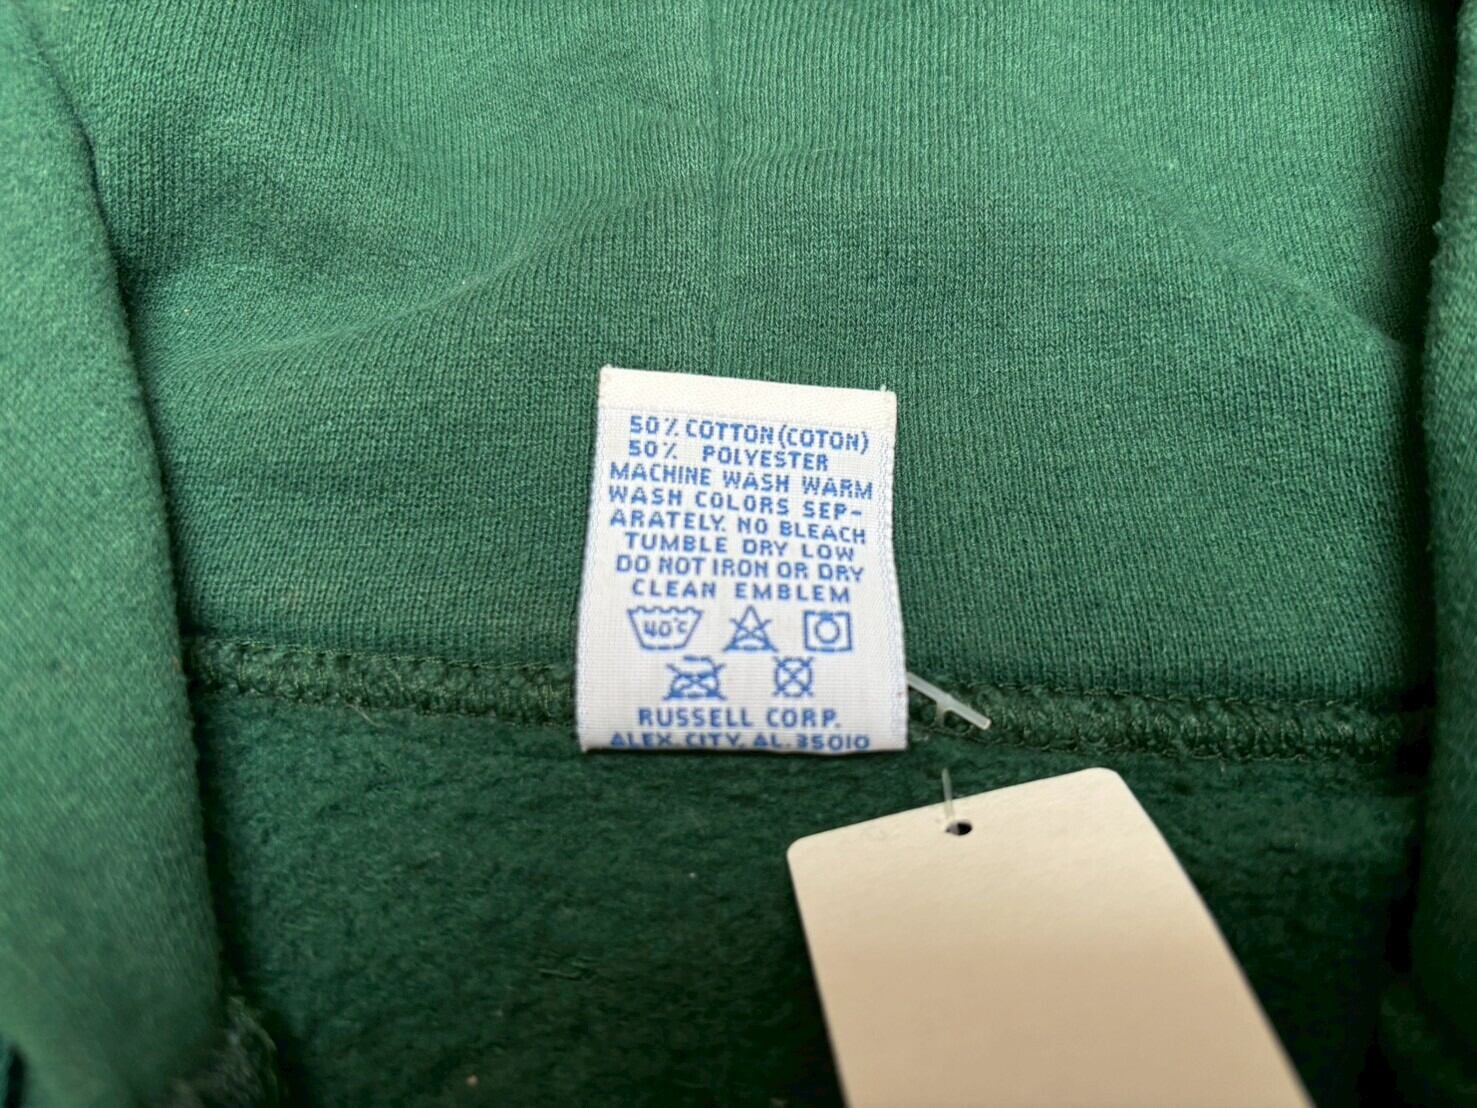 50% COTTON (COTON)
50% POLYESTER
MACHINE WASH WARM
WASH COLORS SEP-
ARATELY. NO BLEACH
TUMBLE DRY LOW
DO NOT IRON OR DRY
CLEAN EMBLEM
40°C
RUSSELL CORP.
ALEX CITY, AL. 35010